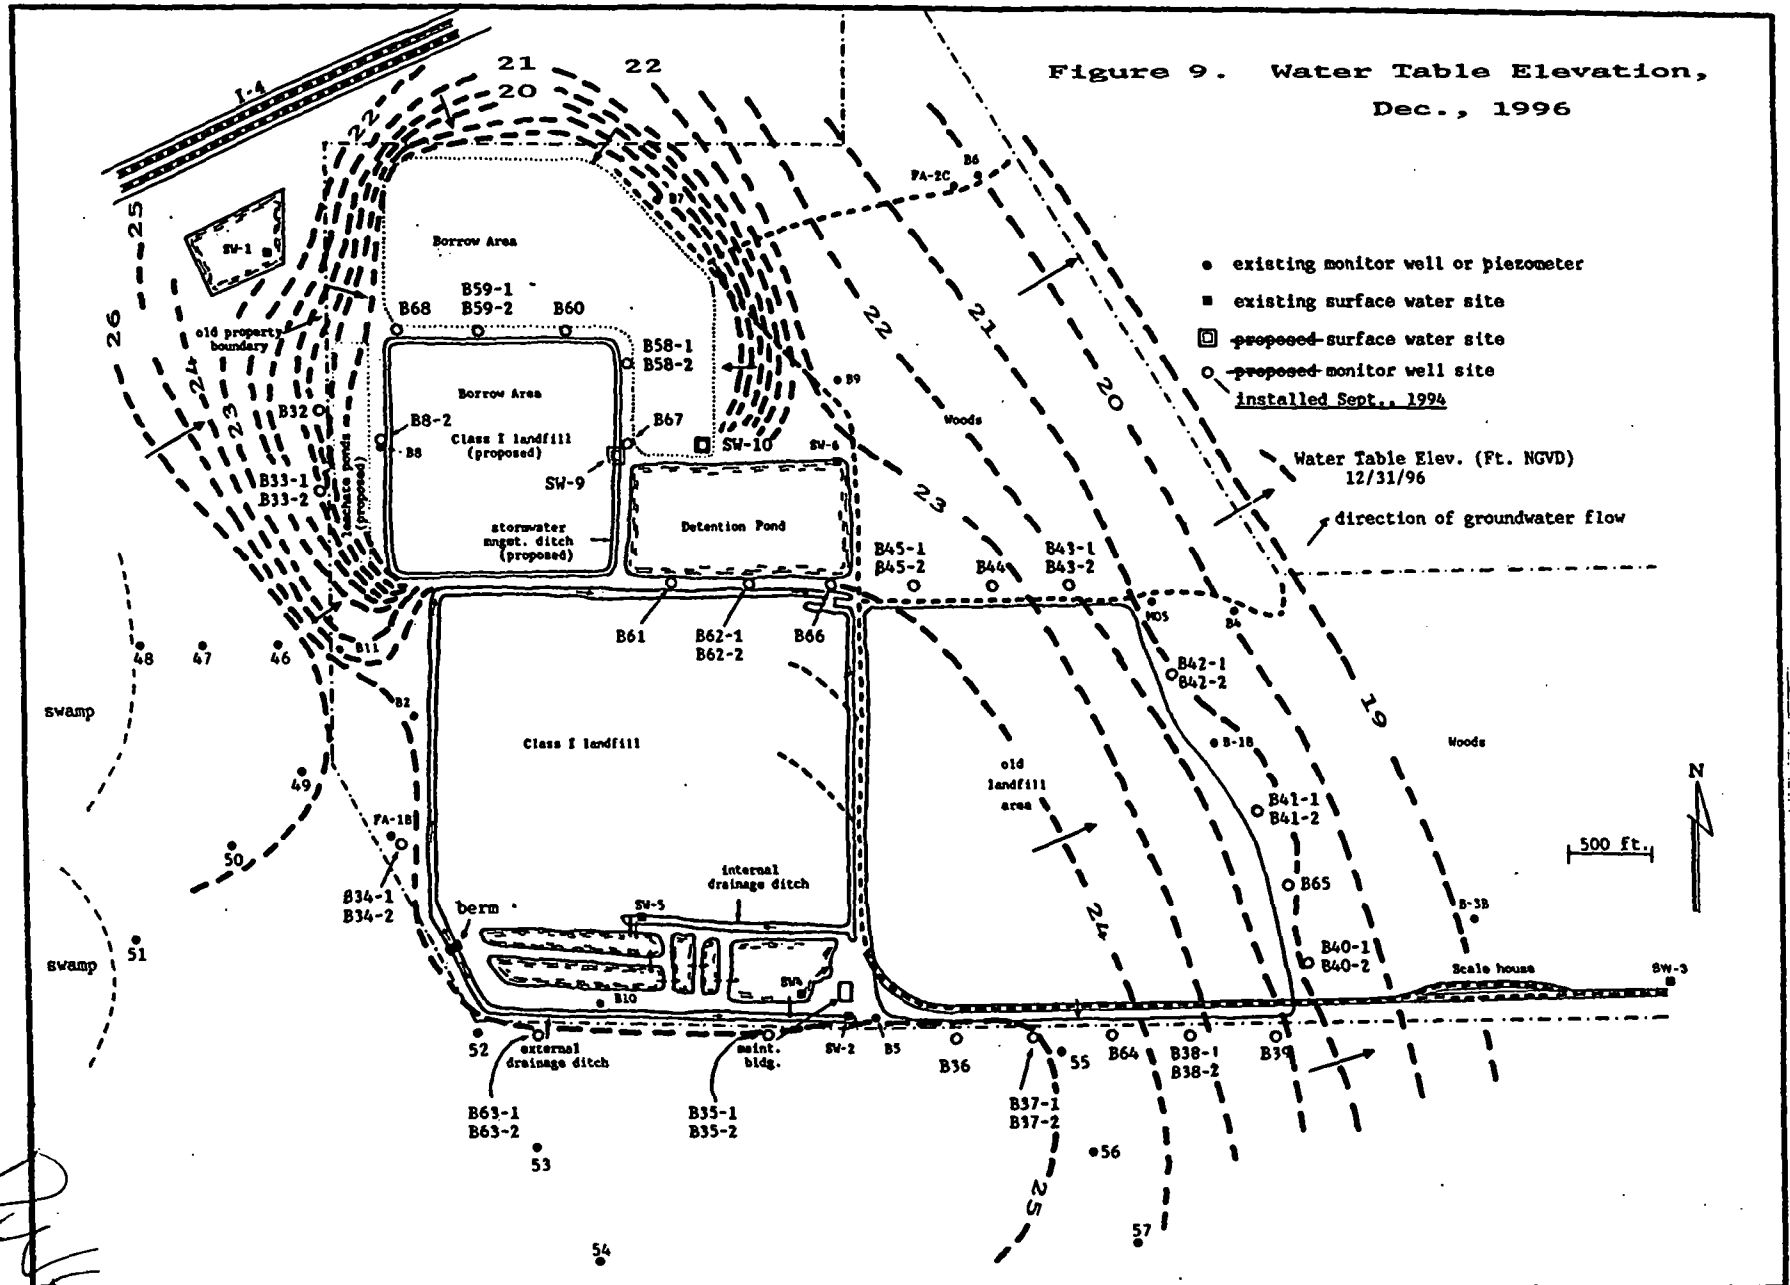 Figure 9. Water Table Elevation,
Dec., 1996
I-4
21
22
20
22
25
26
24
23
SW-1
old property
boundary
Borrow Area
B7
FA-2C
B6
B68
B59-1
B59-2
B60
B58-1
B58-2
B32
B8-2
B8
B33-1
B33-2
leachate ponds
(proposed)
Borrow Area
Class I landfill
(proposed)
B67
SW-10
SW-9
SW-6
B9
stormwater
mngmt. ditch
(proposed)
Detention Pond
22
21
20
23
Woods
existing monitor well or piezometer
existing surface water site
proposed surface water site
proposed monitor well site
installed Sept., 1994
Water Table Elev. (Ft. NGVD)
12/31/96
direction of groundwater flow
B45-1
B45-2
B44
B43-1
B43-2
MO5
B4
B61
B62-1
B62-2
B66
B11
48
47
46
B2
swamp
49
50
51
swamp
Class I landfill
B42-1
B42-2
B-1B
19
Woods
old
landfill
area
B41-1
B41-2
N
500 ft.
FA-1B
B34-1
B34-2
berm
internal
drainage ditch
SW-5
B65
24
B-3B
B40-1
B40-2
Scale house
SW-3
B10
52
external
drainage ditch
maint.
bldg.
SW-2
B5
B36
55
B64
B38-1
B38-2
B39
B63-1
B63-2
B35-1
B35-2
B37-1
B37-2
53
56
25
54
57